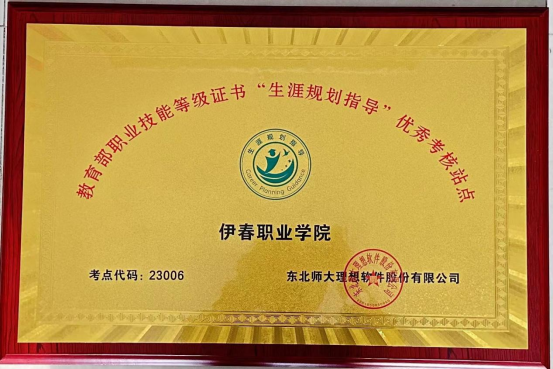 教育部职业技能等级证书“生涯规划指导”优秀考核站点
生涯规划指导
Career Planning Guidance
伊春职业学院
考点代码：23006
东北师大理想软件股份有限公司